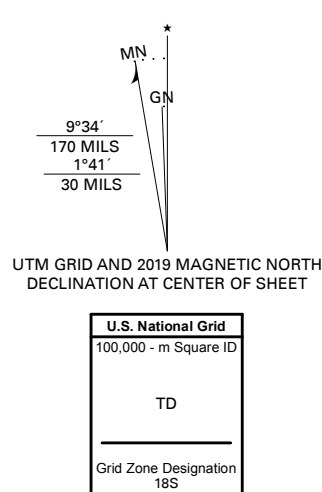 ★
MN
GN
9°34´
170 MILS
1°41´
30 MILS
UTM GRID AND 2019 MAGNETIC NORTH
DECLINATION AT CENTER OF SHEET
U.S. National Grid
100,000 - m Square ID
TD
Grid Zone Designation
18S